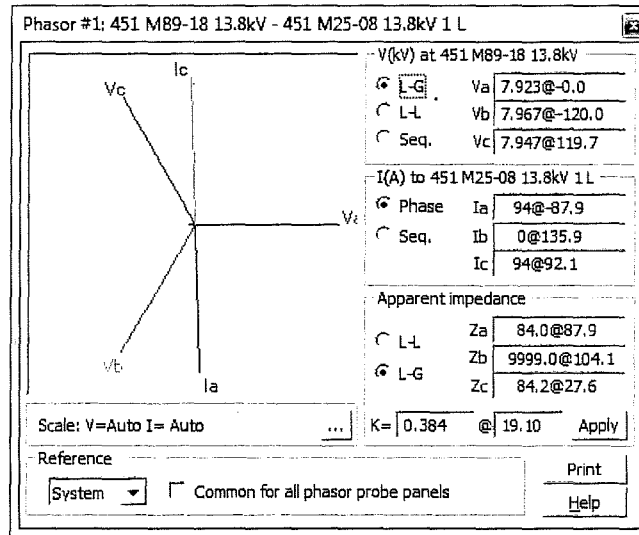 Phasor #1: 451 M89-18 13.8kV - 451 M25-08 13.8kV 1 L
Ic
Vc
Va
Vb
Ia
V(kV) at 451 M89-18 13.8kV
L-G
L-L
Seq.
Va 7.923@-0.0
Vb 7.967@-120.0
Vc 7.947@119.7
I(A) to 451 M25-08 13.8kV 1 L
Phase
Seq.
Ia 94@-87.9
Ib 0@135.9
Ic 94@92.1
Apparent impedance
L-L
L-G
Za 84.0@87.9
Zb 9999.0@104.1
Zc 84.2@27.6
Scale: V=Auto I= Auto ...
K= 0.384 @ 19.10 Apply
Reference
System
Common for all phasor probe panels
Print
Help